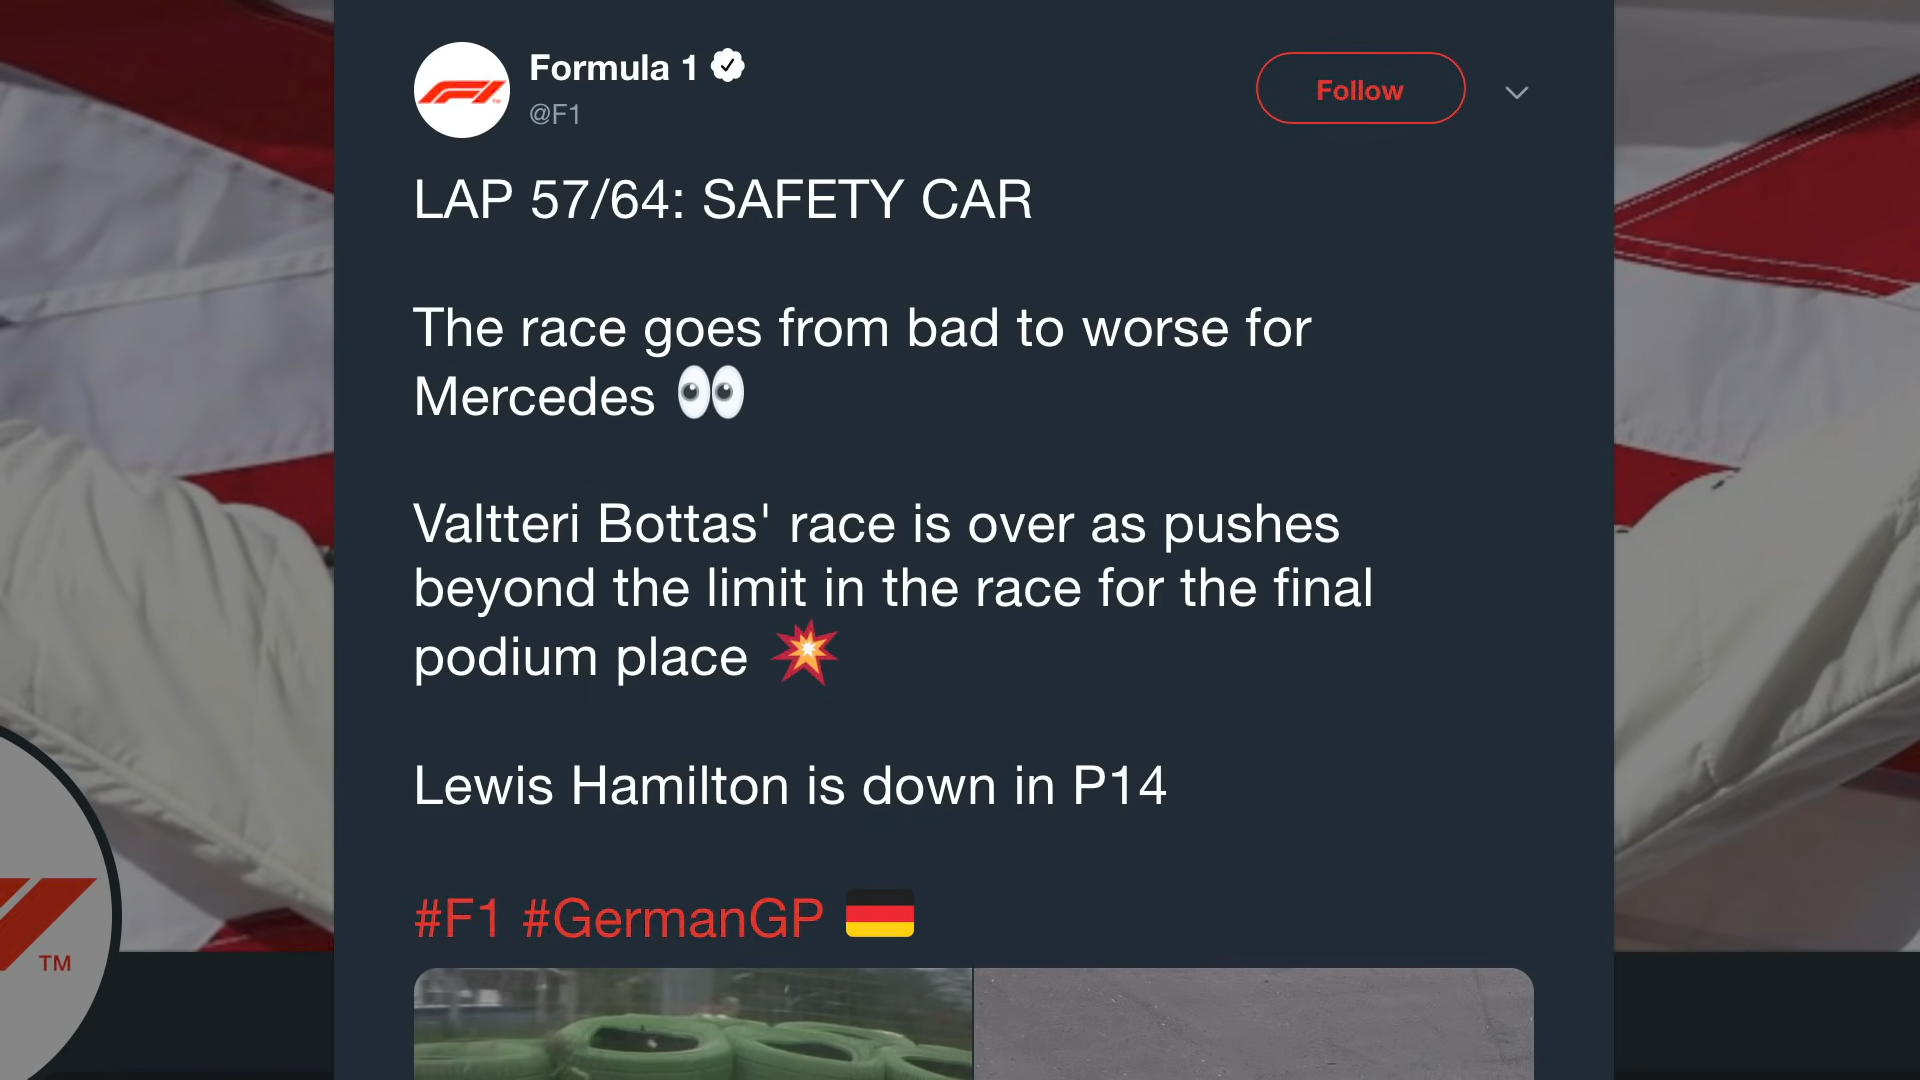 Formula 1
@F1
Follow
LAP 57/64: SAFETY CAR
The race goes from bad to worse for
Mercedes 👀
Valtteri Bottas' race is over as pushes
beyond the limit in the race for the final
podium place 💥
Lewis Hamilton is down in P14
#F1 #GermanGP 🇩🇪
TM